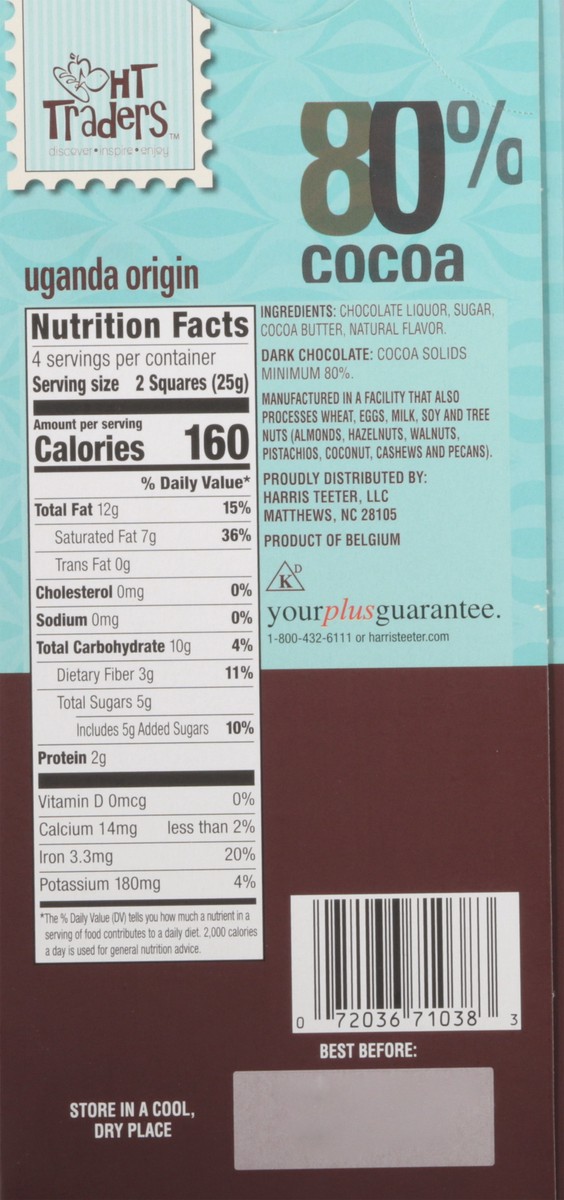 HT
Traders™
discover • inspire • enjoy
80%
cocoa
uganda origin
Nutrition Facts
4 servings per container
Serving size 2 Squares (25g)
Amount per serving
Calories 160
% Daily Value*
Total Fat 12g 15%
Saturated Fat 7g 36%
Trans Fat 0g
Cholesterol 0mg 0%
Sodium 0mg 0%
Total Carbohydrate 10g 4%
Dietary Fiber 3g 11%
Total Sugars 5g
Includes 5g Added Sugars 10%
Protein 2g
Vitamin D 0mcg 0%
Calcium 14mg less than 2%
Iron 3.3mg 20%
Potassium 180mg 4%
*The % Daily Value (DV) tells you how much a nutrient in a
serving of food contributes to a daily diet. 2,000 calories
a day is used for general nutrition advice.
INGREDIENTS: CHOCOLATE LIQUOR, SUGAR,
COCOA BUTTER, NATURAL FLAVOR.
DARK CHOCOLATE: COCOA SOLIDS
MINIMUM 80%.
MANUFACTURED IN A FACILITY THAT ALSO
PROCESSES WHEAT, EGGS, MILK, SOY AND TREE
NUTS (ALMONDS, HAZELNUTS, WALNUTS,
PISTACHIOS, COCONUT, CASHEWS AND PECANS).
PROUDLY DISTRIBUTED BY:
HARRIS TEETER, LLC
MATTHEWS, NC 28105
PRODUCT OF BELGIUM
K D
yourplusguarantee.
1-800-432-6111 or harristeeter.com
0 72036 71038 3
BEST BEFORE:
STORE IN A COOL,
DRY PLACE